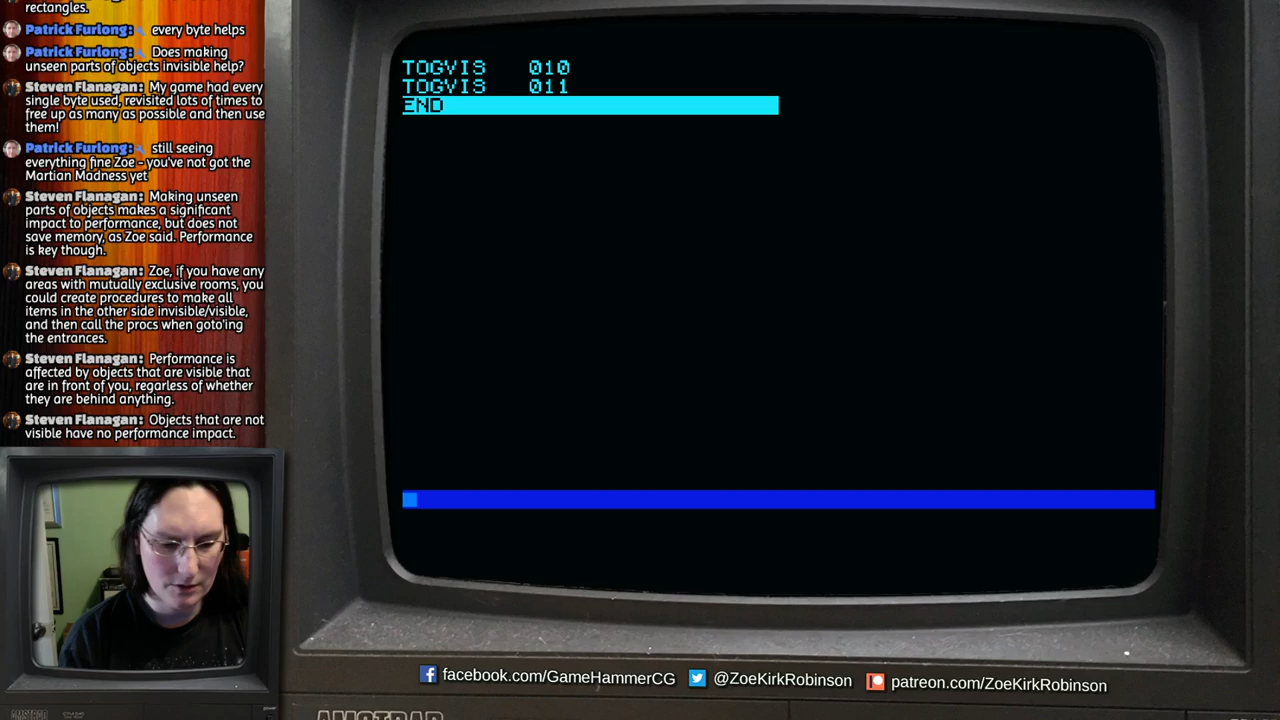 rectangles.
Patrick Furlong: every byte helps
Patrick Furlong: Does making
unseen parts of objects invisible help?
Steven Flanagan: My game had every
single byte used, revisited lots of times to
free up as many as possible and then use
them!
Patrick Furlong: still seeing
everything fine Zoe - you've not got the
Martian Madness yet
Steven Flanagan: Making unseen
parts of objects makes a significant
impact to performance, but does not
save memory, as Zoe said. Performance
is key though.
Steven Flanagan: Zoe, if you have any
areas with mutually exclusive rooms, you
could create procedures to make all
items in the other side invisible/visible,
and then call the procs when goto'ing
the entrances.
Steven Flanagan: Performance is
affected by objects that are visible that
are in front of you, regarless of whether
they are behind anything.
Steven Flanagan: Objects that are not
visible have no performance impact.
TOGVIS 010
TOGVIS 011
END
facebook.com/GameHammerCG @ZoeKirkRobinson patreon.com/ZoeKirkRobinson
AMSTRAD